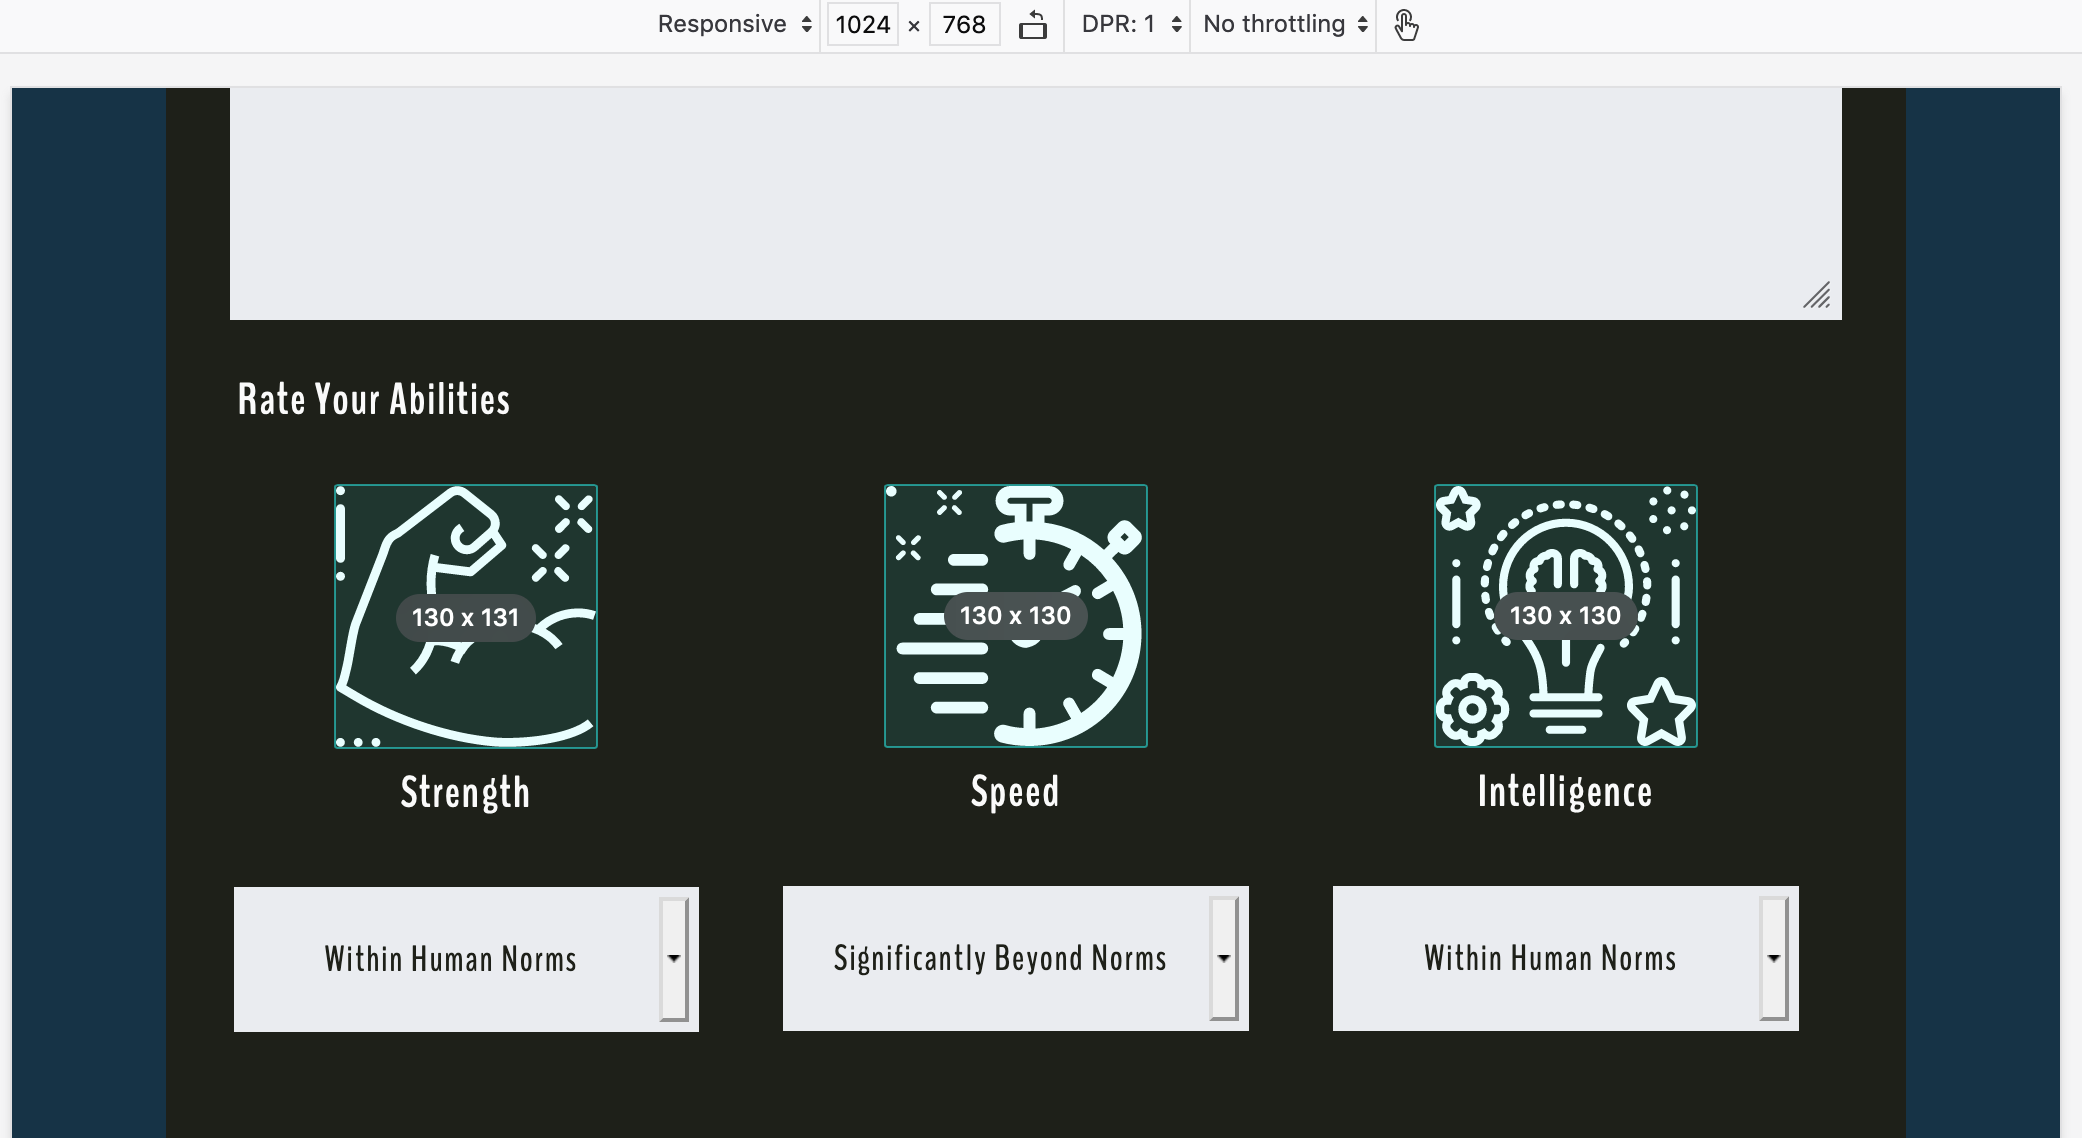 Responsive 1024 × 768 DPR: 1 No throttling
Rate Your Abilities
130 x 131 130 x 130 130 x 130
Strength Speed Intelligence
Within Human Norms Significantly Beyond Norms Within Human Norms